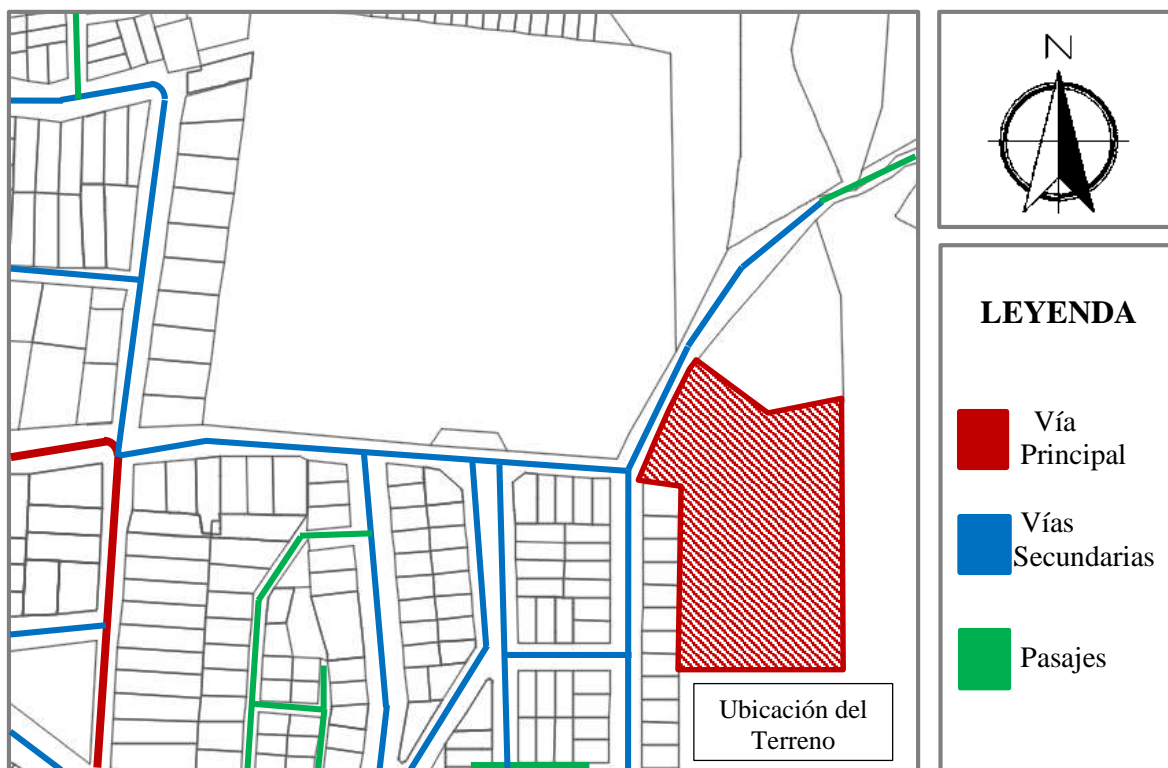 N
LEYENDA
Vía
Principal
Vías
Secundarias
Pasajes
Ubicación del
Terreno